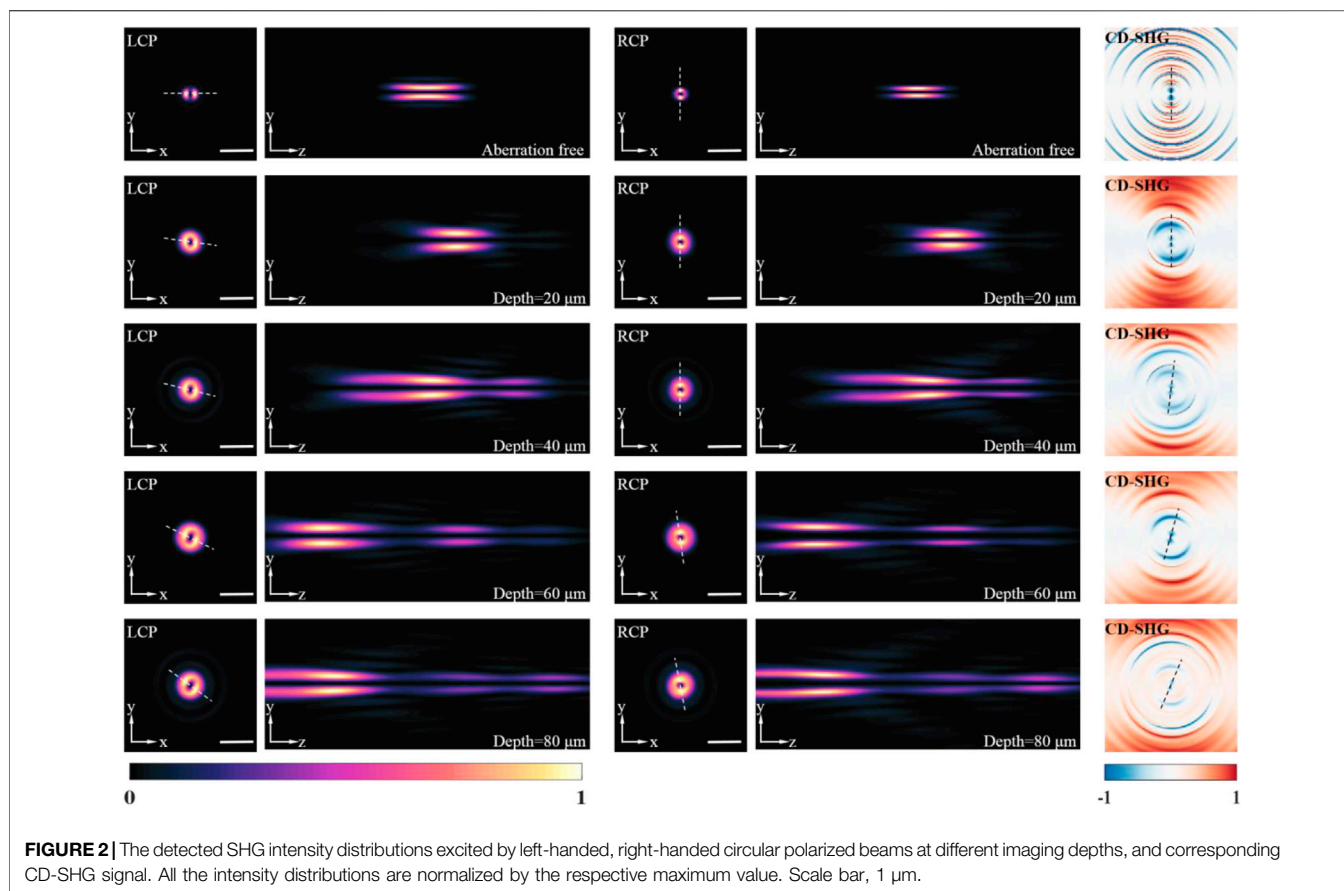 LCP
y
x
y
z
Aberration free
RCP
y
x
y
z
Aberration free
CD-SHG
LCP
y
x
y
z
Depth=20 μm
RCP
y
x
y
z
Depth=20 μm
CD-SHG
LCP
y
x
y
z
Depth=40 μm
RCP
y
x
y
z
Depth=40 μm
CD-SHG
LCP
y
x
y
z
Depth=60 μm
RCP
y
x
y
z
Depth=60 μm
CD-SHG
LCP
y
x
y
z
Depth=80 μm
RCP
y
x
y
z
Depth=80 μm
CD-SHG
0 1
-1 1
FIGURE 2 | The detected SHG intensity distributions excited by left-handed, right-handed circular polarized beams at different imaging depths, and corresponding
CD-SHG signal. All the intensity distributions are normalized by the respective maximum value. Scale bar, 1 μm.